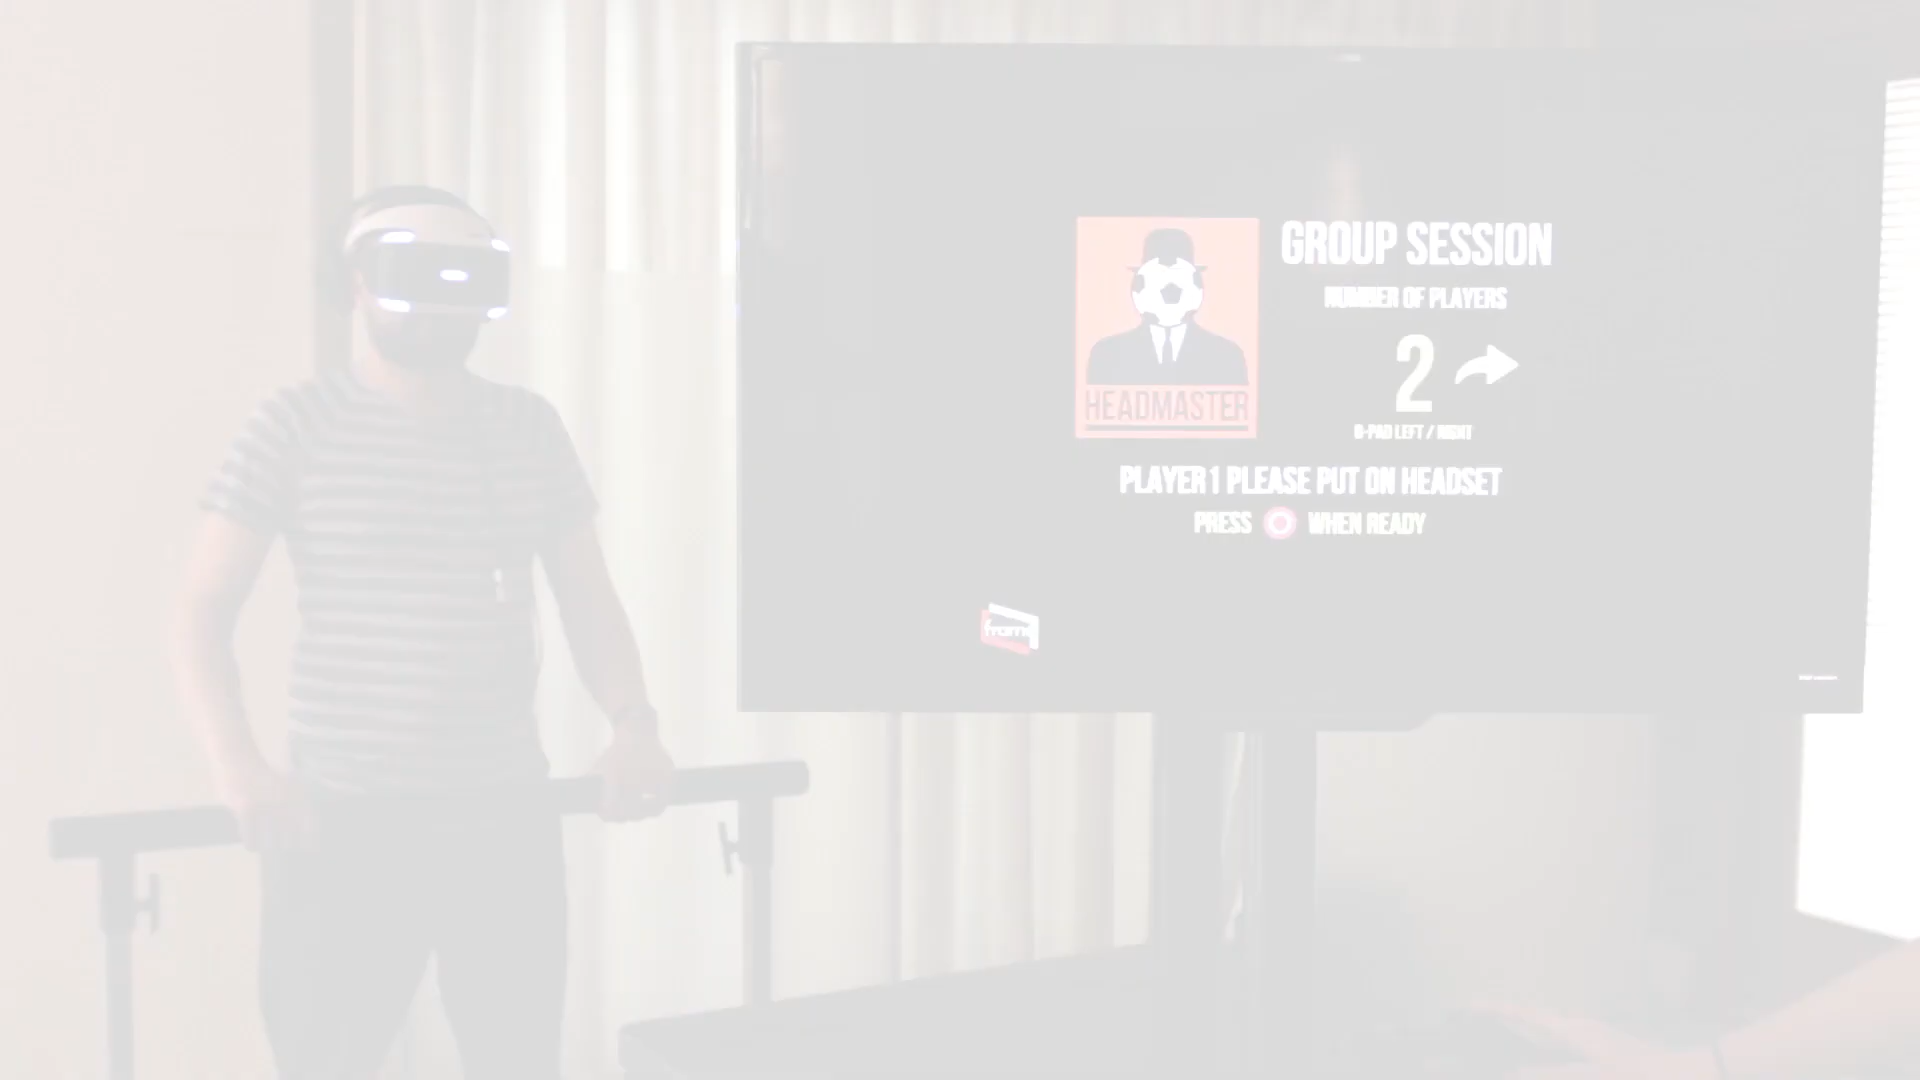 GROUP SESSION
NUMBER OF PLAYERS
2
D-PAD LEFT / RIGHT
HEADMASTER
PLAYER 1 PLEASE PUT ON HEADSET
PRESS WHEN READY